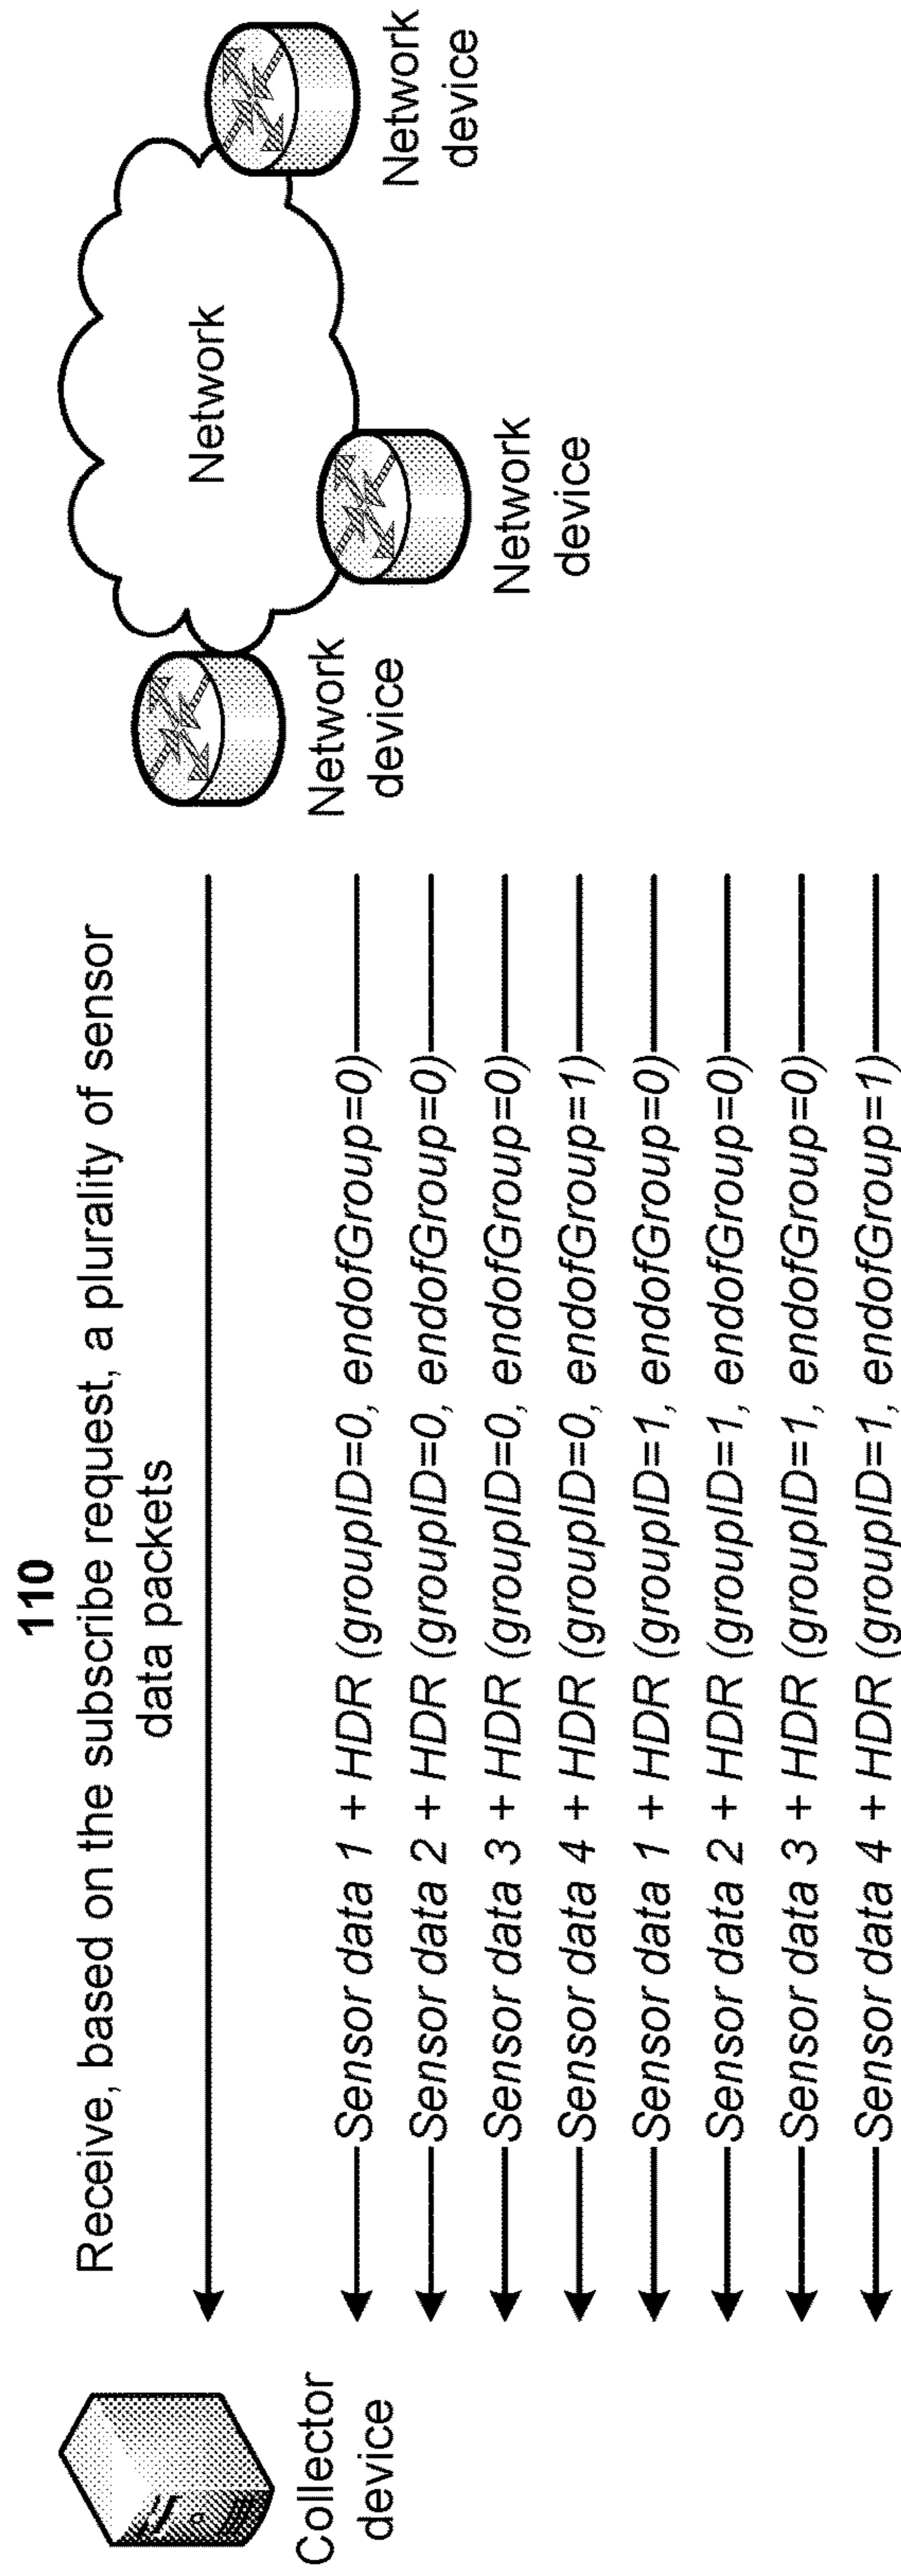 110
Receive, based on the subscribe request, a plurality of sensor
data packets
Collector
device
Sensor data 1 + HDR (groupID=0, endofGroup=0)
Sensor data 2 + HDR (groupID=0, endofGroup=0)
Sensor data 3 + HDR (groupID=0, endofGroup=0)
Sensor data 4 + HDR (groupID=0, endofGroup=1)
Sensor data 1 + HDR (groupID=1, endofGroup=0)
Sensor data 2 + HDR (groupID=1, endofGroup=0)
Sensor data 3 + HDR (groupID=1, endofGroup=0)
Sensor data 4 + HDR (groupID=1, endofGroup=1)
Network
Network
device
Network
device
Network
device